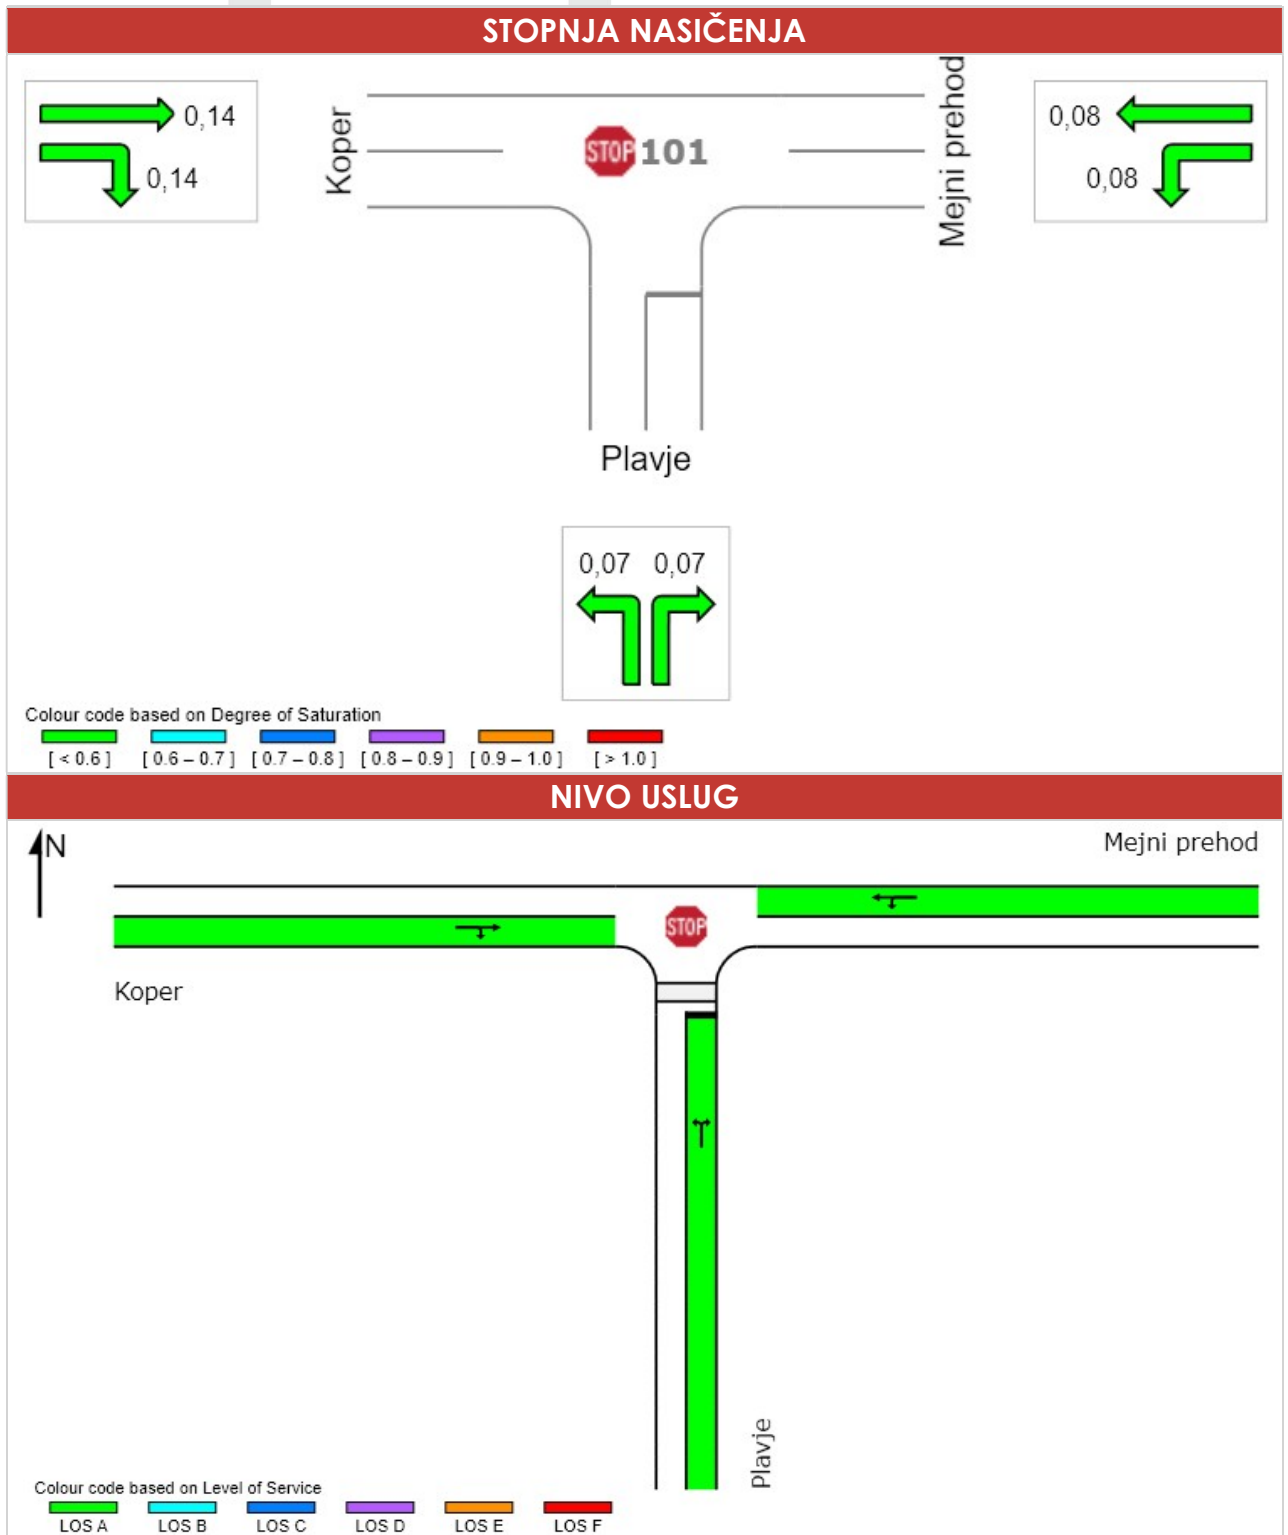 STOPNJA NASIČENJA
0,14
0,14
Koper
STOP 101
Mejni prehod
0,08
0,08
Plavje
0,07 0,07
Colour code based on Degree of Saturation
[ < 0.6 ] [ 0.6 – 0.7 ] [ 0.7 – 0.8 ] [ 0.8 – 0.9 ] [ 0.9 – 1.0 ] [ > 1.0 ]
NIVO USLUG
N
Mejni prehod
STOP
Koper
Plavje
Colour code based on Level of Service
LOS A LOS B LOS C LOS D LOS E LOS F